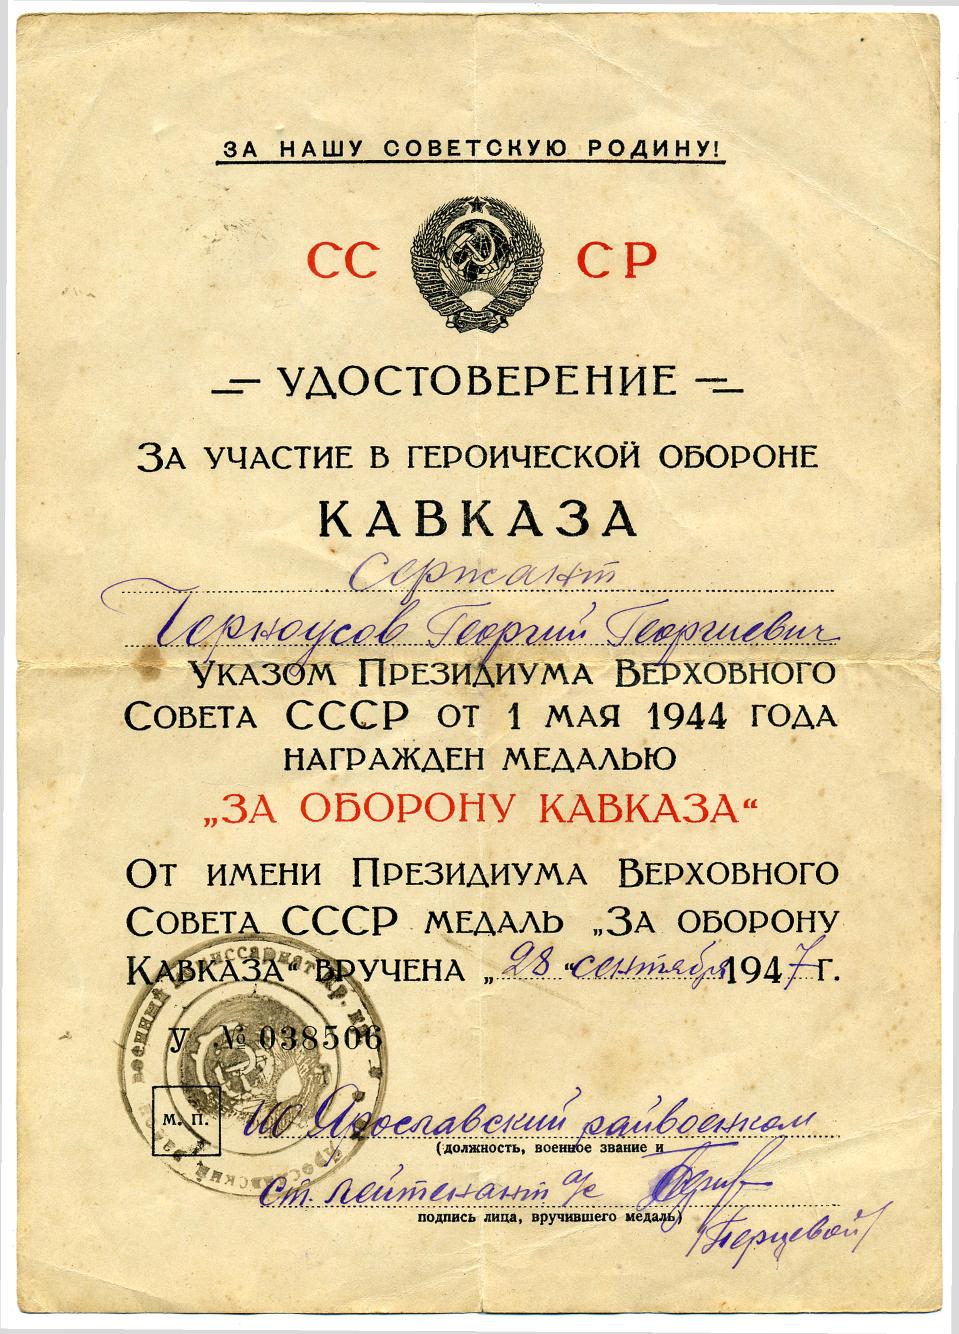 ЗА НАШУ СОВЕТСКУЮ РОДИНУ!
СС СР
УДОСТОВЕРЕНИЕ
ЗА УЧАСТИЕ В ГЕРОИЧЕСКОЙ ОБОРОНЕ
КАВКАЗА
Сержант
Черноусов Георгий Георгиевич
УКАЗОМ ПРЕЗИДИУМА ВЕРХОВНОГО
СОВЕТА СССР ОТ 1 МАЯ 1944 ГОДА
НАГРАЖДЕН МЕДАЛЬЮ
„ЗА ОБОРОНУ КАВКАЗА“
ОТ ИМЕНИ ПРЕЗИДИУМА ВЕРХОВНОГО
СОВЕТА СССР МЕДАЛЬ „ЗА ОБОРОНУ
КАВКАЗА“ ВРУЧЕНА „28“ сентября 1947 г.
У № 038506
М. П.
ио Ярославский райвоенком
(должность, военное звание и
ст. лейтенант а/с
подпись лица, вручившего медаль)
/Перцевой/